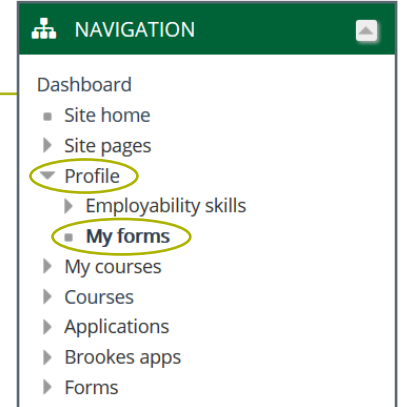 NAVIGATION
Dashboard
Site home
Site pages
Profile
Employability skills
My forms
My courses
Courses
Applications
Brookes apps
Forms